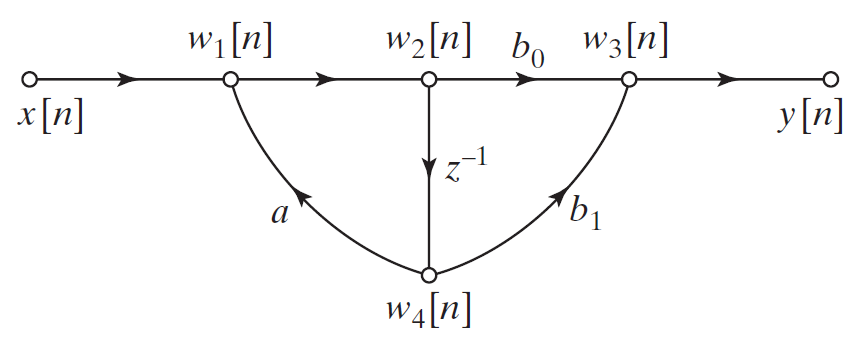 w₁[n] w₂[n] b₀ w₃[n]
x[n] y[n]
z⁻¹
a b₁
w₄[n]